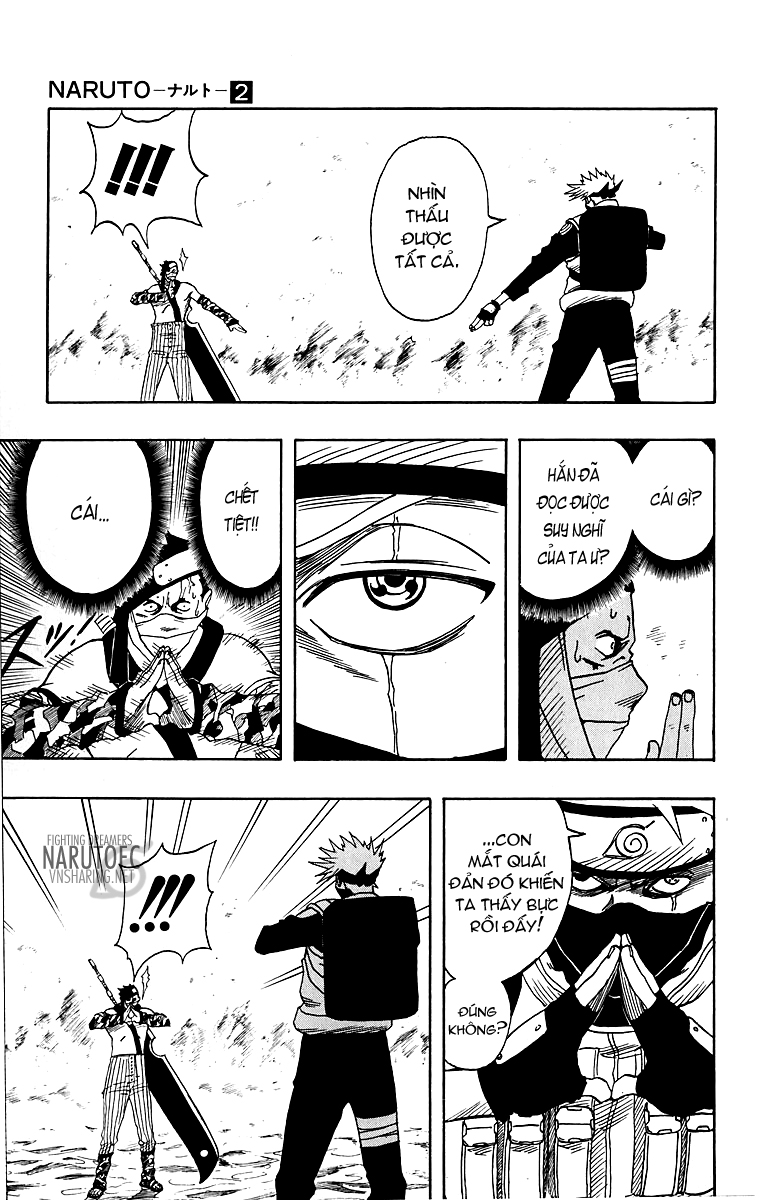 NARUTO—ナルト—2
!!!
NHÌN
THẤU
ĐƯỢC
TẤT CẢ.
CÁI GÌ?
HẮN ĐÃ
ĐỌC ĐƯỢC
SUY NGHĨ
CỦA TA Ư?
CHẾT
TIỆT!!
CÁI...
...CON
MẮT QUÁI
ĐẢN ĐÓ KHIẾN
TA THẤY BỰC
RỒI ĐẤY!
ĐÚNG
KHÔNG?
!!!
FIGHTING DREAMERS
NARUTOFC
VNSHARING.NET